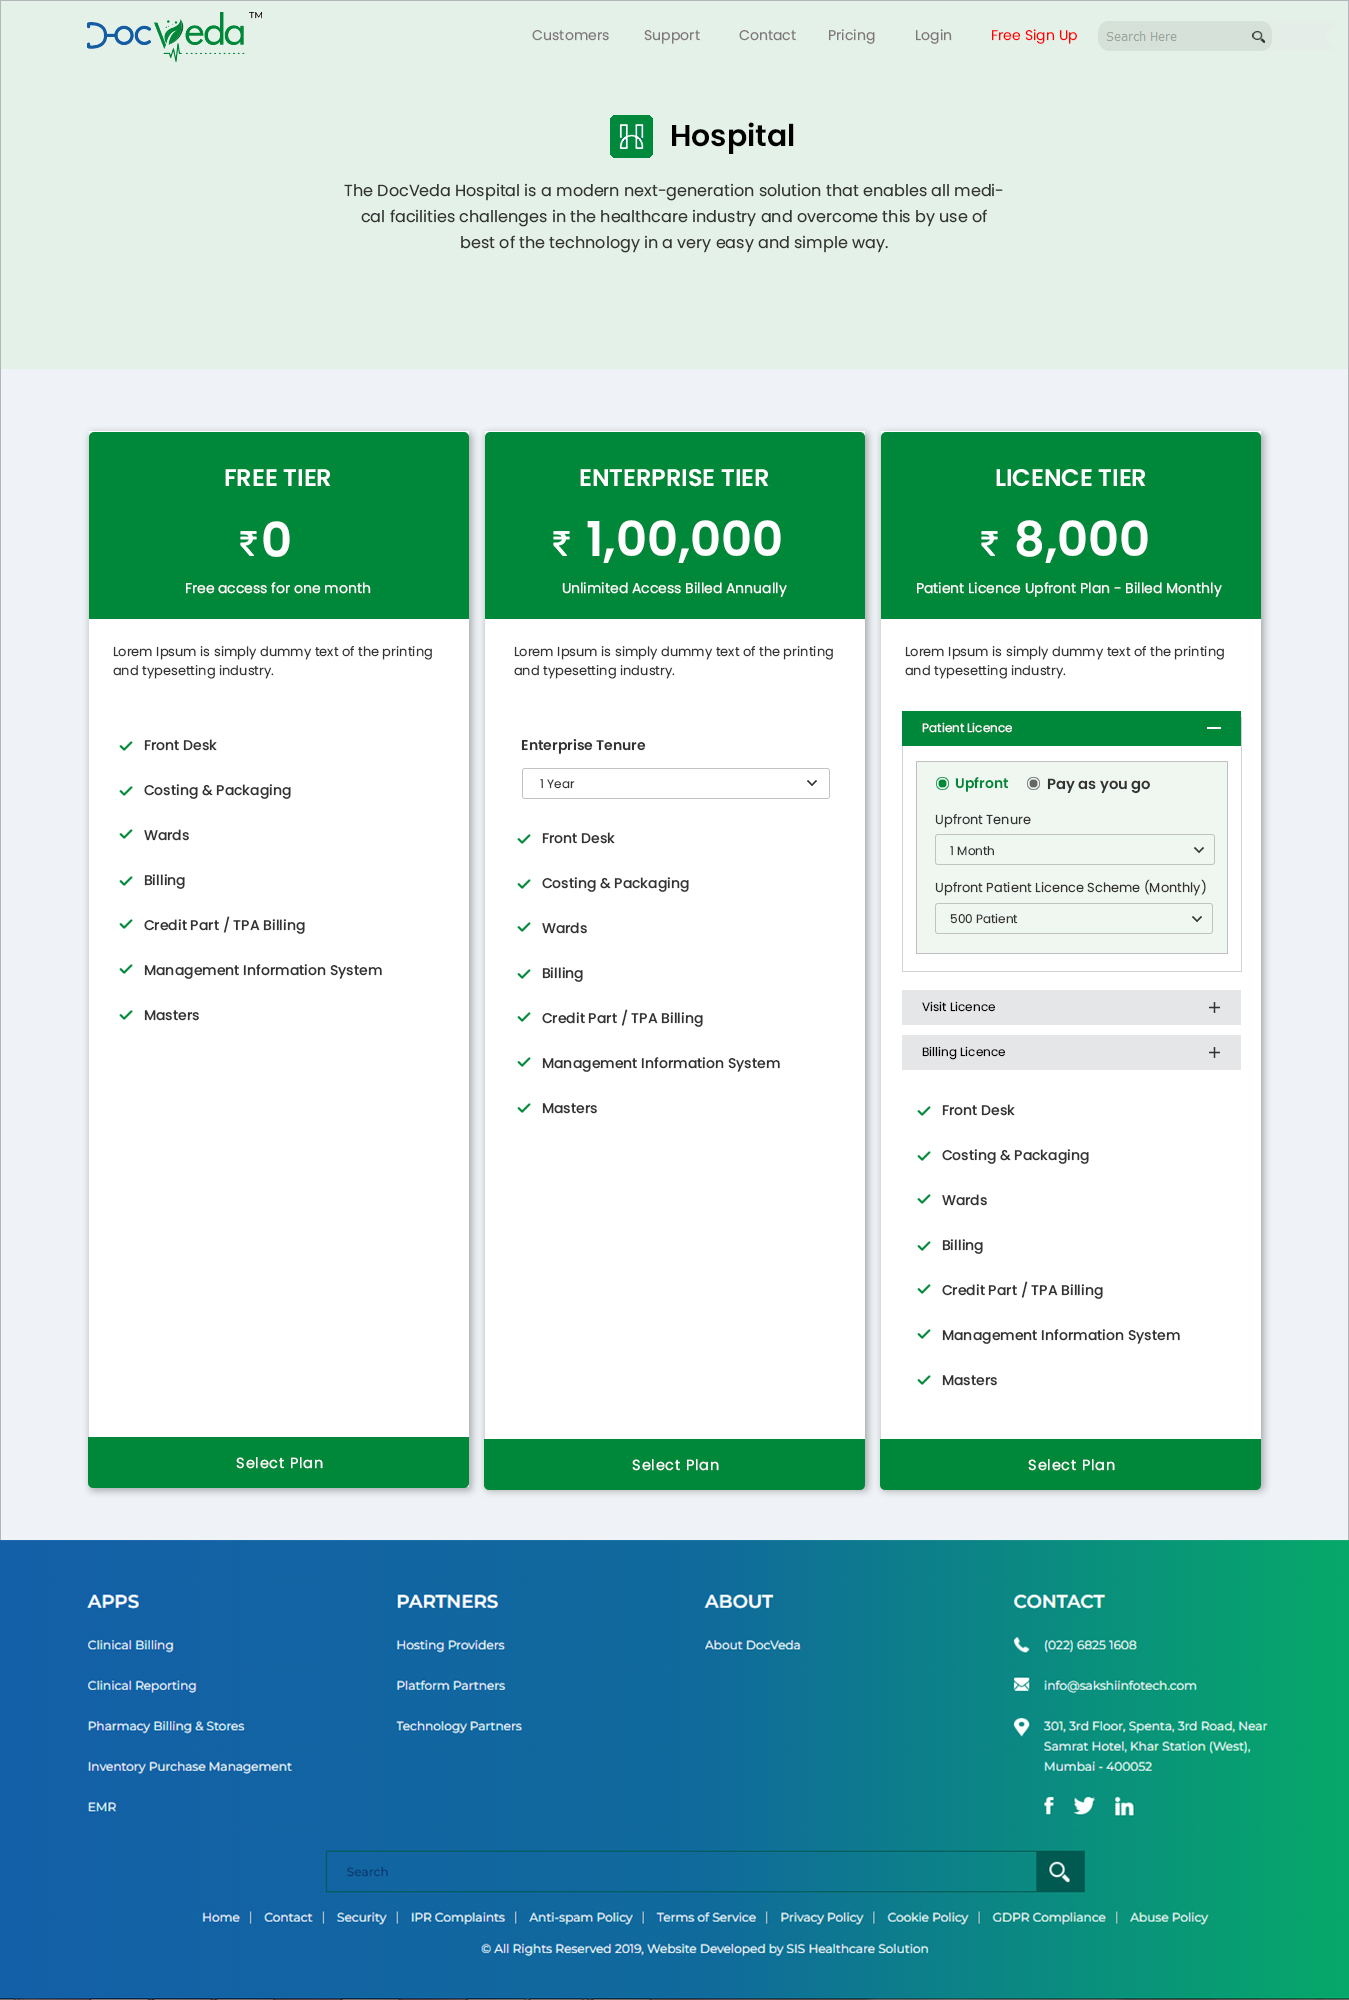 DocVeda TM
Customers Support Contact Pricing Login Free Sign Up Search Here
Hospital
The DocVeda Hospital is a modern next-generation solution that enables all medi-
cal facilities challenges in the healthcare industry and overcome this by use of
best of the technology in a very easy and simple way.
FREE TIER
₹0
Free access for one month
Lorem Ipsum is simply dummy text of the printing
and typesetting industry.
Front Desk
Costing & Packaging
Wards
Billing
Credit Part / TPA Billing
Management Information System
Masters
Select Plan
ENTERPRISE TIER
₹ 1,00,000
Unlimited Access Billed Annually
Lorem Ipsum is simply dummy text of the printing
and typesetting industry.
Enterprise Tenure
1 Year
Front Desk
Costing & Packaging
Wards
Billing
Credit Part / TPA Billing
Management Information System
Masters
Select Plan
LICENCE TIER
₹ 8,000
Patient Licence Upfront Plan - Billed Monthly
Lorem Ipsum is simply dummy text of the printing
and typesetting industry.
Patient Licence
Upfront Pay as you go
Upfront Tenure
1 Month
Upfront Patient Licence Scheme (Monthly)
500 Patient
Visit Licence
Billing Licence
Front Desk
Costing & Packaging
Wards
Billing
Credit Part / TPA Billing
Management Information System
Masters
Select Plan
APPS
Clinical Billing
Clinical Reporting
Pharmacy Billing & Stores
Inventory Purchase Management
EMR
PARTNERS
Hosting Providers
Platform Partners
Technology Partners
ABOUT
About DocVeda
CONTACT
(022) 6825 1608
info@sakshiinfotech.com
301, 3rd Floor, Spenta, 3rd Road, Near
Samrat Hotel, Khar Station (West),
Mumbai - 400052
Search
Home | Contact | Security | IPR Complaints | Anti-spam Policy | Terms of Service | Privacy Policy | Cookie Policy | GDPR Compliance | Abuse Policy
© All Rights Reserved 2019, Website Developed by SIS Healthcare Solution